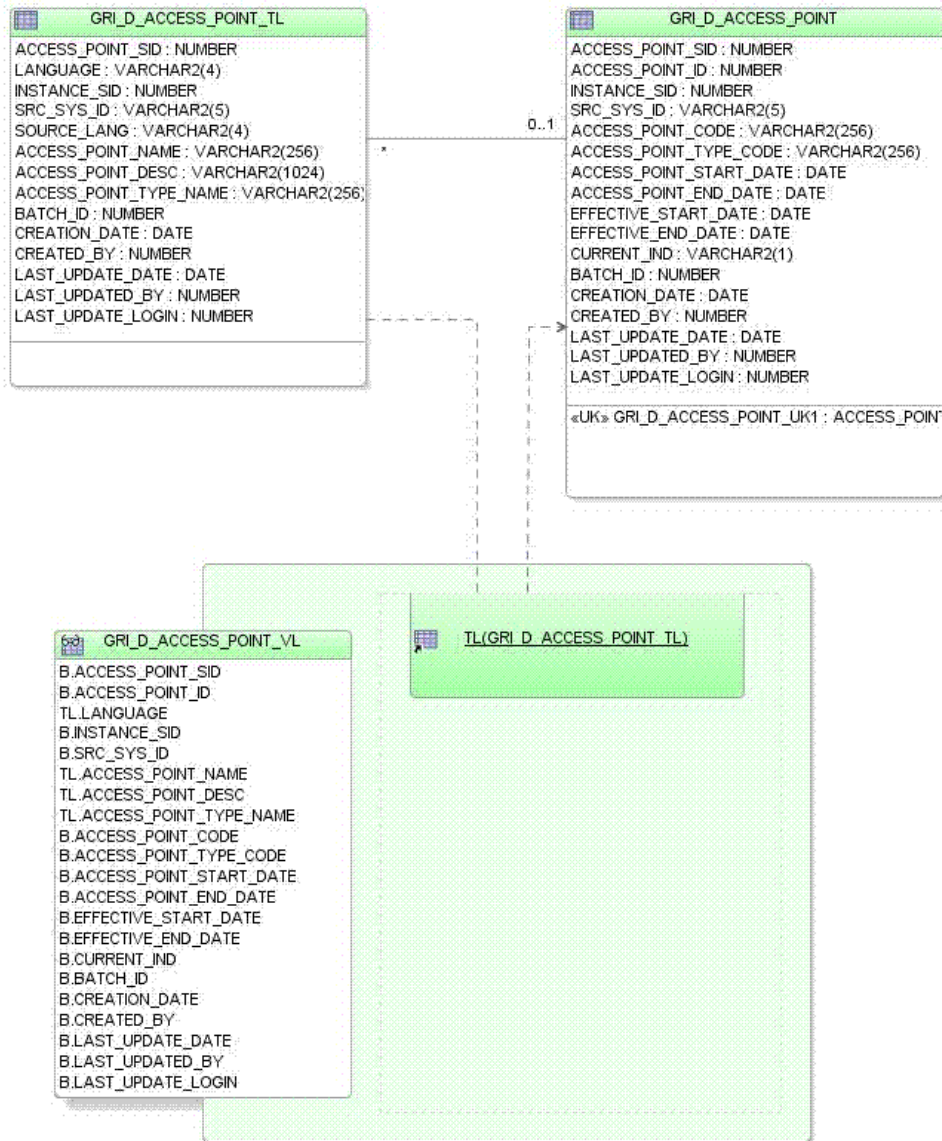 GRI_D_ACCESS_POINT_TL
ACCESS_POINT_SID : NUMBER
LANGUAGE : VARCHAR2(4)
INSTANCE_SID : NUMBER
SRC_SYS_ID : VARCHAR2(5)
SOURCE_LANG : VARCHAR2(4)
ACCESS_POINT_NAME : VARCHAR2(256)
ACCESS_POINT_DESC : VARCHAR2(1024)
ACCESS_POINT_TYPE_NAME : VARCHAR2(256)
BATCH_ID : NUMBER
CREATION_DATE : DATE
CREATED_BY : NUMBER
LAST_UPDATE_DATE : DATE
LAST_UPDATED_BY : NUMBER
LAST_UPDATE_LOGIN : NUMBER
0..1
*
GRI_D_ACCESS_POINT
ACCESS_POINT_SID : NUMBER
ACCESS_POINT_ID : NUMBER
INSTANCE_SID : NUMBER
SRC_SYS_ID : VARCHAR2(5)
ACCESS_POINT_CODE : VARCHAR2(256)
ACCESS_POINT_TYPE_CODE : VARCHAR2(256)
ACCESS_POINT_START_DATE : DATE
ACCESS_POINT_END_DATE : DATE
EFFECTIVE_START_DATE : DATE
EFFECTIVE_END_DATE : DATE
CURRENT_IND : VARCHAR2(1)
BATCH_ID : NUMBER
CREATION_DATE : DATE
CREATED_BY : NUMBER
LAST_UPDATE_DATE : DATE
LAST_UPDATED_BY : NUMBER
LAST_UPDATE_LOGIN : NUMBER
«UK» GRI_D_ACCESS_POINT_UK1 : ACCESS_POINT
GRI_D_ACCESS_POINT_VL
B.ACCESS_POINT_SID
B.ACCESS_POINT_ID
TL.LANGUAGE
B.INSTANCE_SID
B.SRC_SYS_ID
TL.ACCESS_POINT_NAME
TL.ACCESS_POINT_DESC
TL.ACCESS_POINT_TYPE_NAME
B.ACCESS_POINT_CODE
B.ACCESS_POINT_TYPE_CODE
B.ACCESS_POINT_START_DATE
B.ACCESS_POINT_END_DATE
B.EFFECTIVE_START_DATE
B.EFFECTIVE_END_DATE
B.CURRENT_IND
B.BATCH_ID
B.CREATION_DATE
B.CREATED_BY
B.LAST_UPDATE_DATE
B.LAST_UPDATED_BY
B.LAST_UPDATE_LOGIN
TL(GRI_D_ACCESS_POINT_TL)